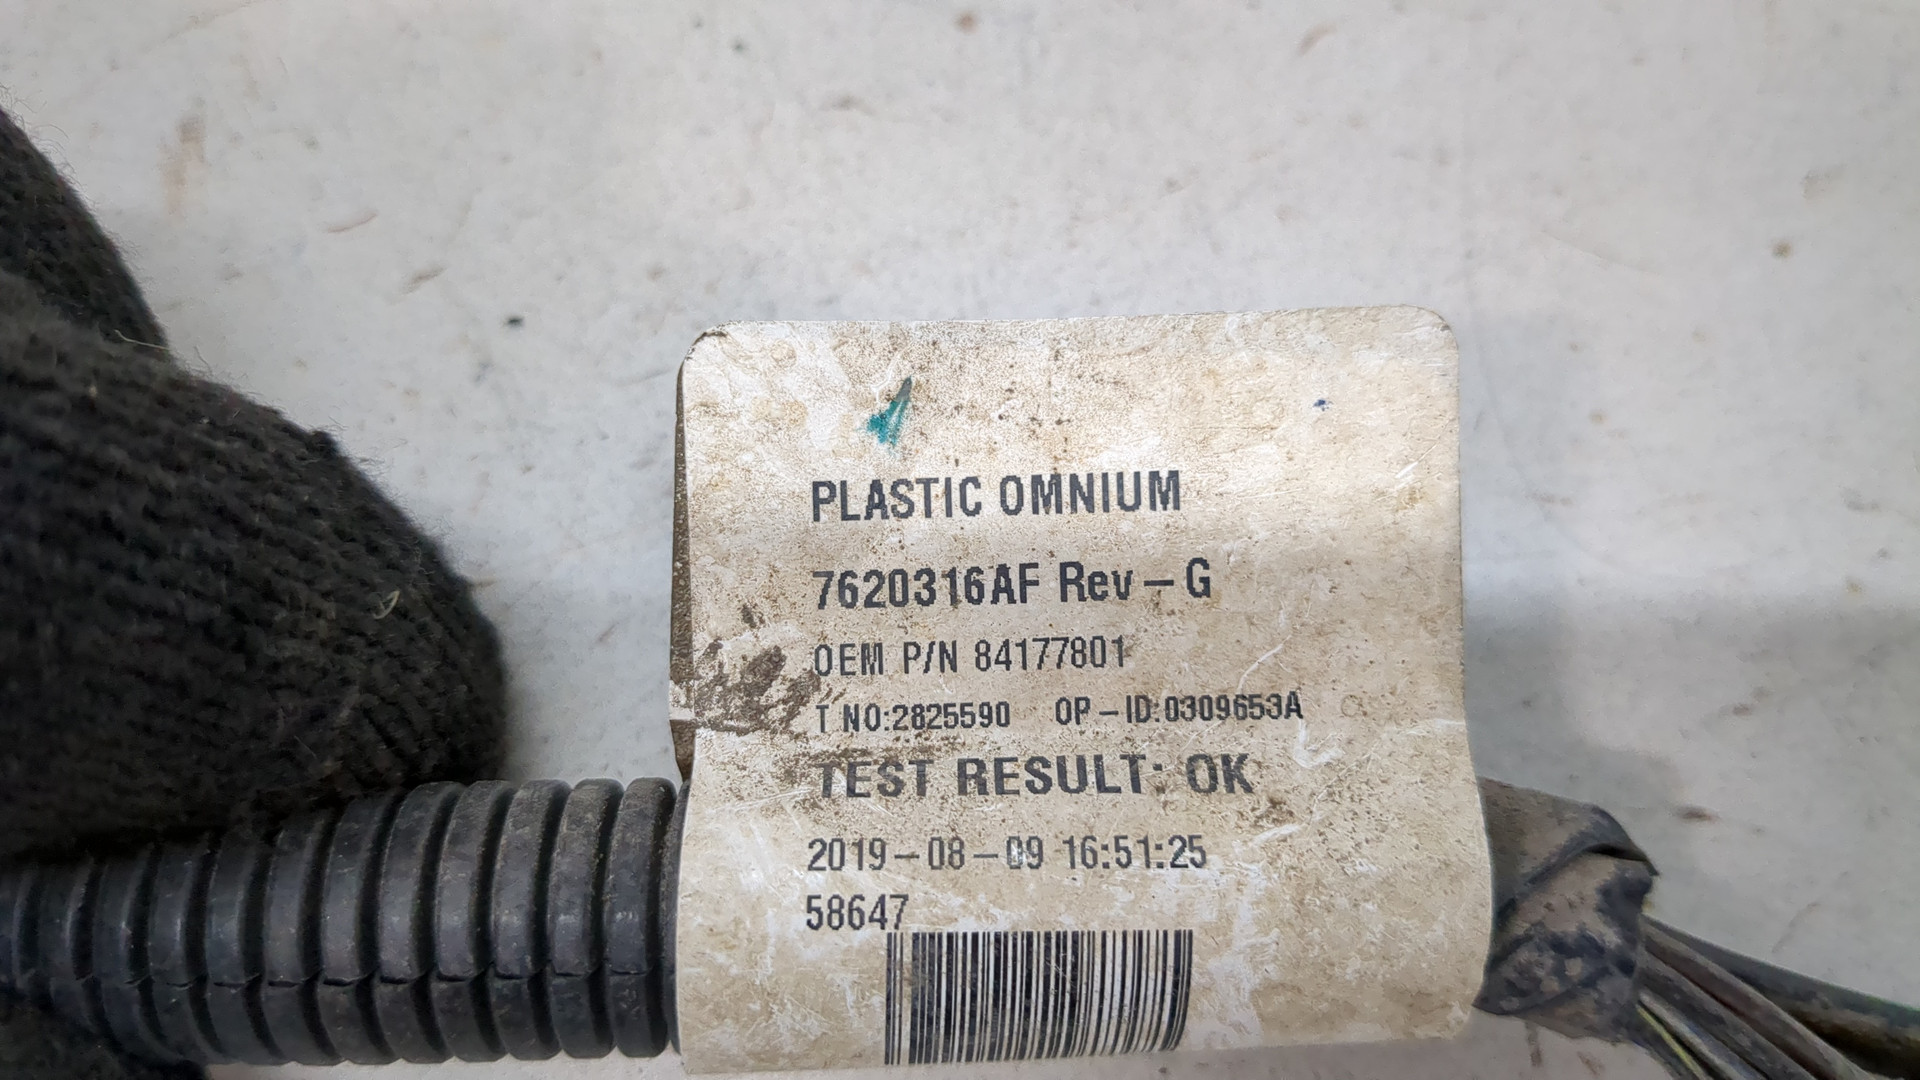 PLASTIC OMNIUM
7620316AF Rev-G
OEM P/N 84177801
T NO:2825590 OP-ID:0309653A
TEST RESULT: OK
2019-08-09 16:51:25
58647